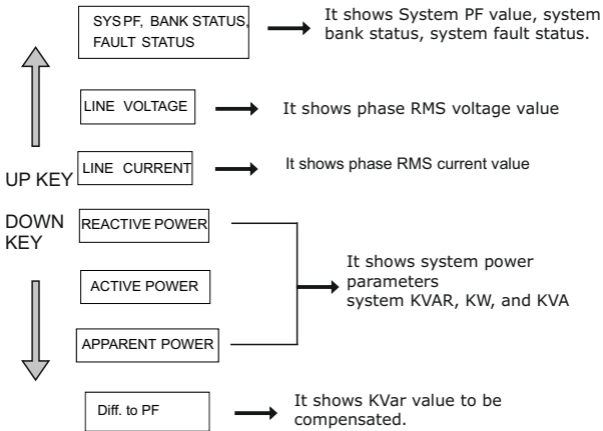 SYS PF, BANK STATUS,
FAULT STATUS
It shows System PF value, system
bank status, system fault status.
LINE VOLTAGE
It shows phase RMS voltage value
LINE CURRENT
It shows phase RMS current value
UP KEY
DOWN
KEY
REACTIVE POWER
ACTIVE POWER
APPARENT POWER
It shows system power
parameters
system KVAR, KW, and KVA
Diff. to PF
It shows KVar value to be
compensated.